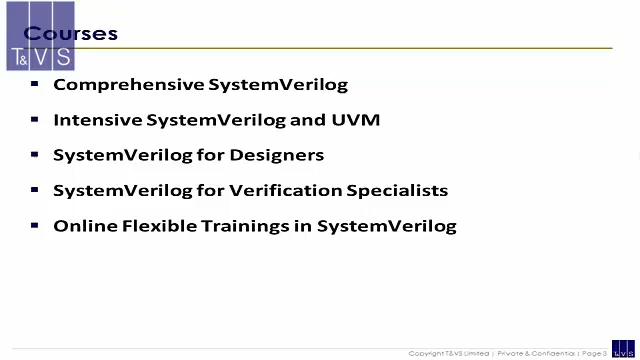 Courses
T&VS
Comprehensive SystemVerilog
Intensive SystemVerilog and UVM
SystemVerilog for Designers
SystemVerilog for Verification Specialists
Online Flexible Trainings in SystemVerilog
Copyright T&VS Limited | Private & Confidential | Page 3
T&VS